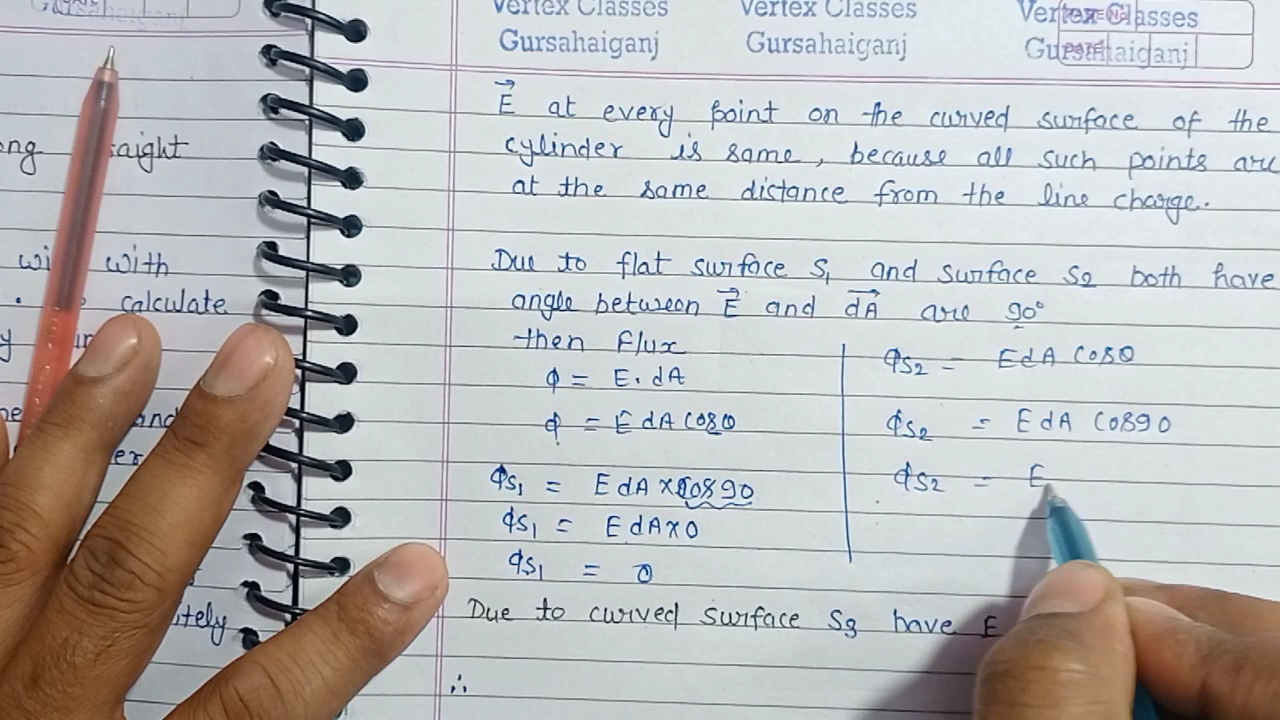 Vertex Classes Vertex Classes Vertex Classes
Gursahaiganj Gursahaiganj Gursahaiganj
E⃗ at every point on the curved surface of the
cylinder is same, because all such points are
at the same distance from the line charge.
Due to flat surface S₁ and surface S₂ both have
angle between E⃗ and dA⃗ are 90°
then Flux
ϕ = E. dA
ϕ = E dA Cosθ
ϕS₁ = E dA × Cos90
ϕS₁ = E dA × 0
ϕS₁ = 0
ϕS₂ = E dA Cosθ
ϕS₂ = E dA Cos90
ϕS₂ = E
Due to curved surface S₃ have E
∴
with
calculate
itely